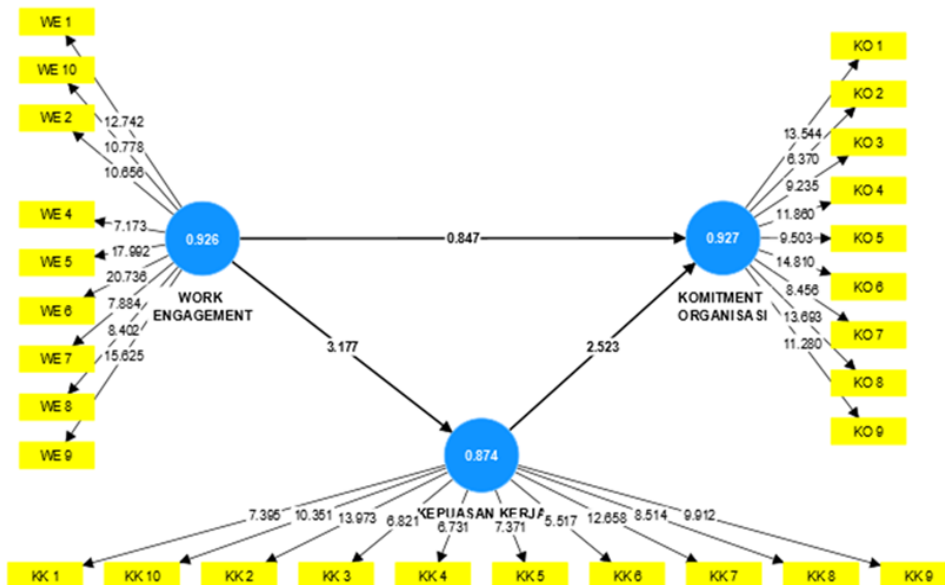 WE 1
WE 10
WE 2
WE 4
WE 5
WE 6
WE 7
WE 8
WE 9
12.742
10.778
10.656
7.173
17.992
20.736
7.884
8.402
15.625
0.926
WORK
ENGAGEMENT
0.847
3.177
2.523
0.927
KOMITMENT
ORGANISASI
13.544
6.370
9.235
11.860
9.503
14.810
8.456
13.693
11.280
KO 1
KO 2
KO 3
KO 4
KO 5
KO 6
KO 7
KO 8
KO 9
0.874
KEPUASAN KERJA
7.395
10.351
13.973
6.821
6.731
7.371
5.517
12.658
8.514
9.912
KK 1
KK 10
KK 2
KK 3
KK 4
KK 5
KK 6
KK 7
KK 8
KK 9